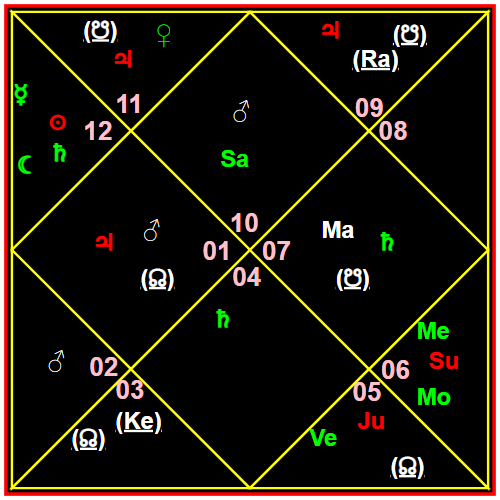 (☋) ♀ ♃ (☋)
♃ (Ra)
☿ 11 ♂ 09
☉ 12 08
☾ ♄ Sa
10 Ma
♃ ♂ 01 07 ♄
(☊) 04 (☋)
♄ Me
♂ 02 06 Su
03 05 Mo
(Ke) Ju
(☊) Ve
(☊)